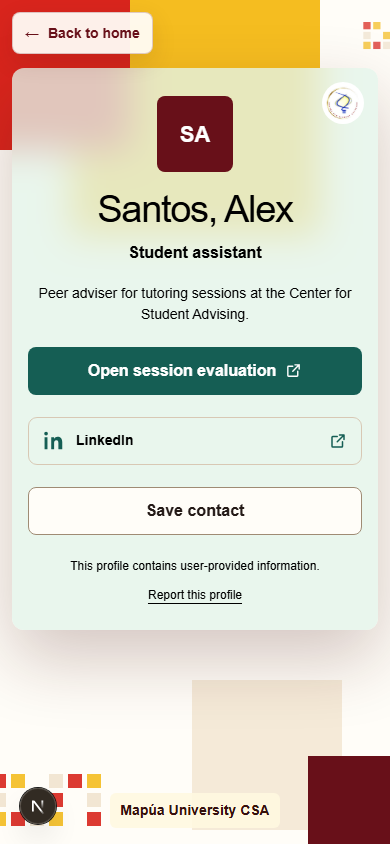 ← Back to home
SA
Santos, Alex
Student assistant
Peer adviser for tutoring sessions at the Center for
Student Advising.
Open session evaluation
in LinkedIn
Save contact
This profile contains user-provided information.
Report this profile
N
Mapúa University CSA